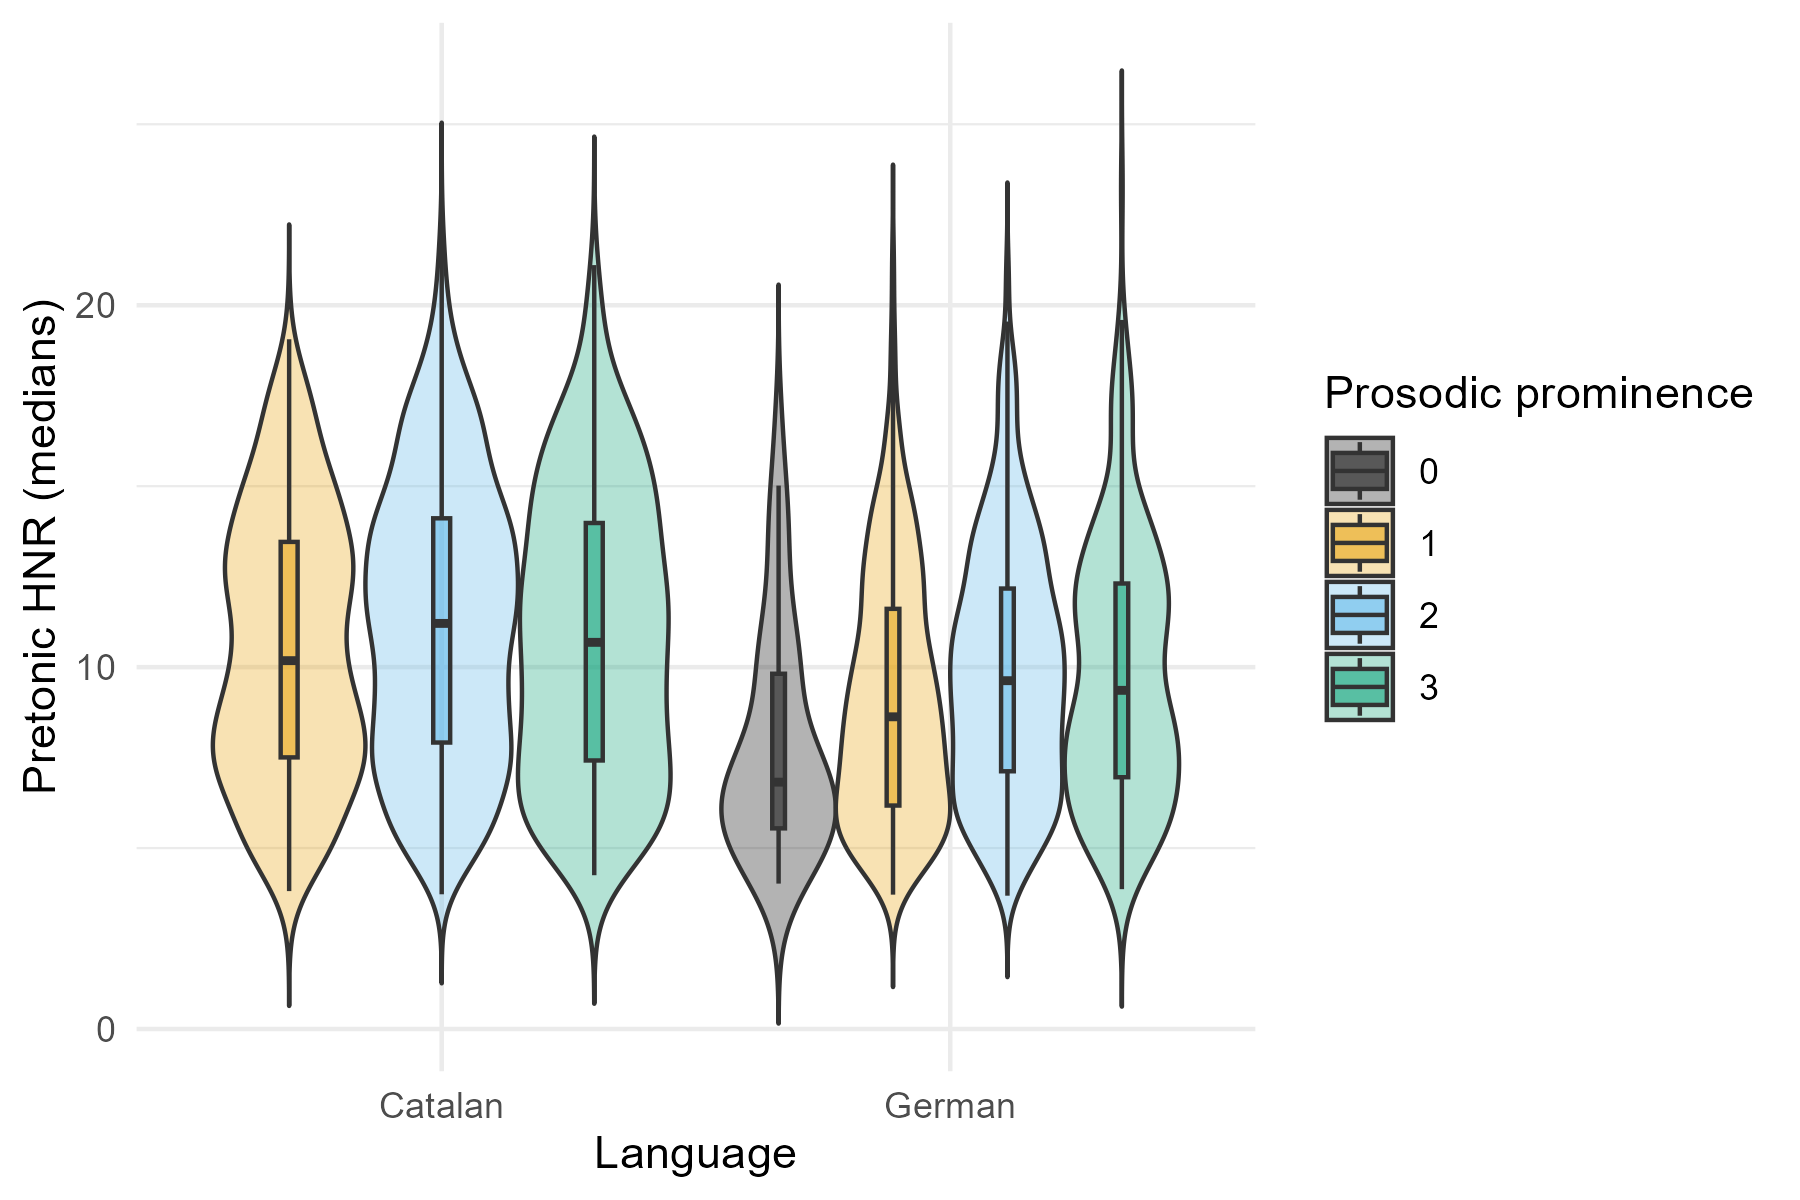 Pretonic HNR (medians)
20
10
0
Catalan
German
Language
Prosodic prominence
0
1
2
3